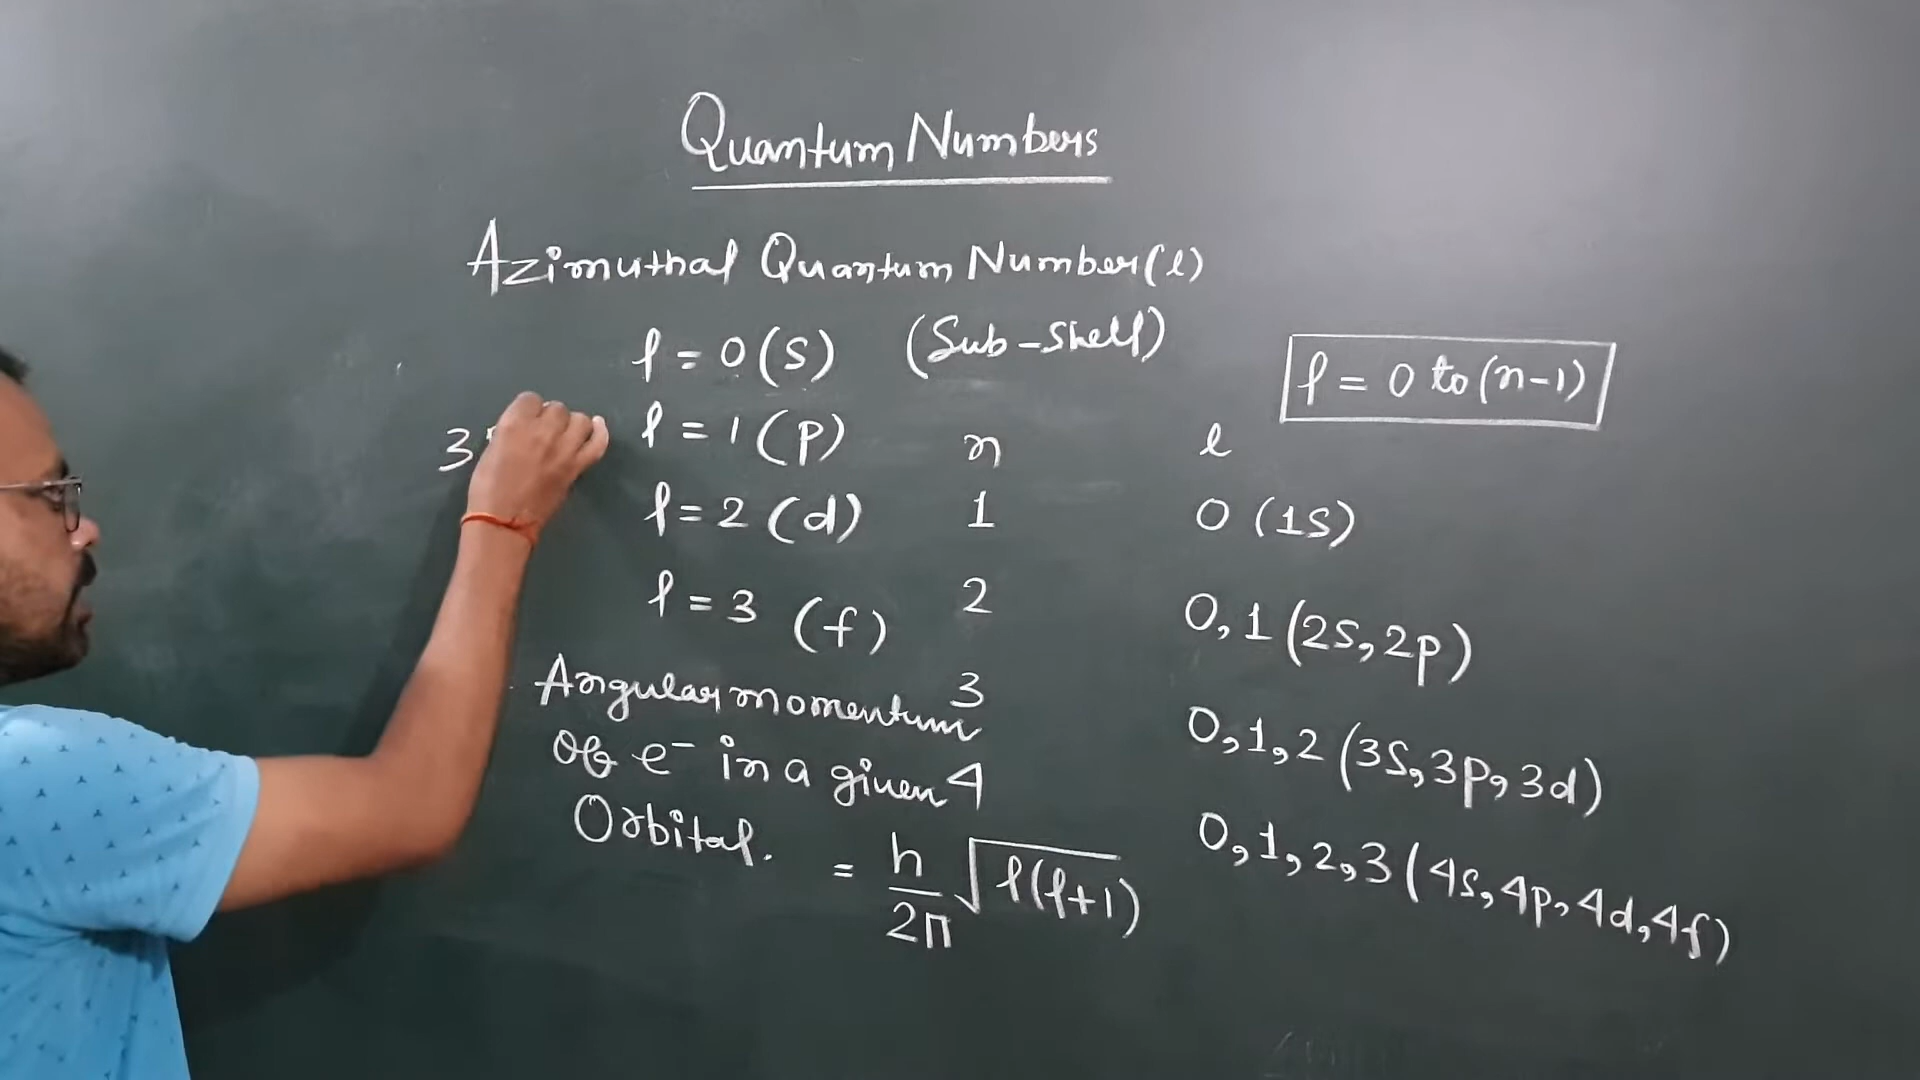 Quantum Numbers
Azimuthal Quantum Number(l)
l = 0 (s) (Sub-shell)
l = 0 to (n-1)
3
l = 1 (p)
l = 2 (d)
l = 3 (f)
n l
1 0 (1s)
2 0, 1 (2s, 2p)
3 0, 1, 2 (3s, 3p, 3d)
4 0, 1, 2, 3 (4s, 4p, 4d, 4f)
Angular momentum
of e⁻ in a given
Orbital.
= h/2π √l(l+1)